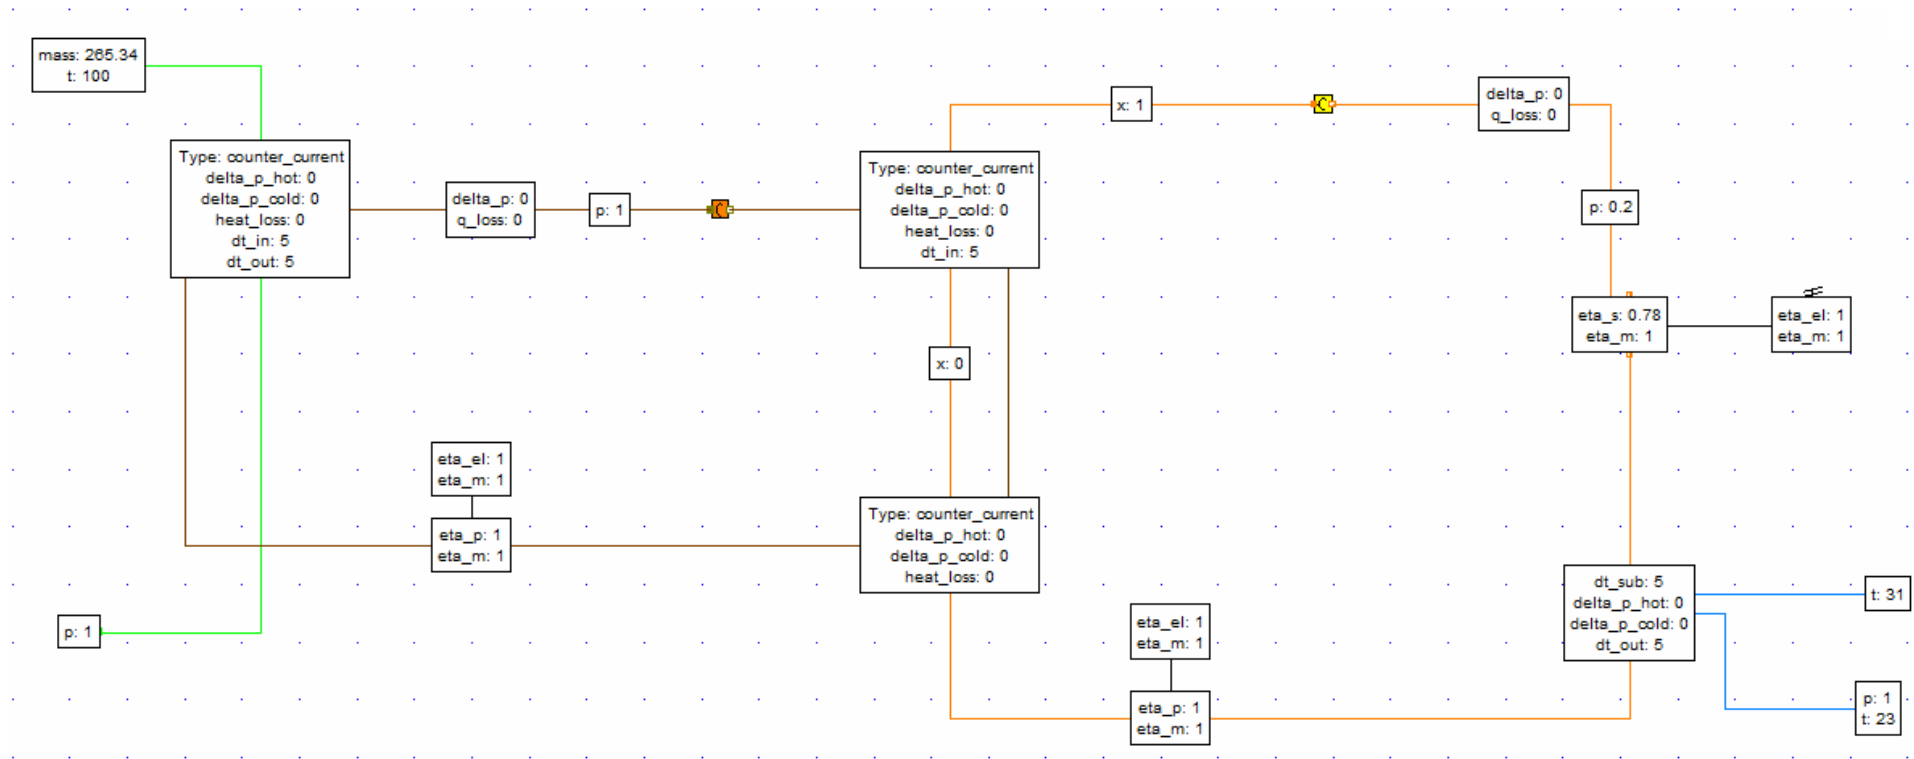 mass: 265.34
t: 100
Type: counter_current
delta_p_hot: 0
delta_p_cold: 0
heat_loss: 0
dt_in: 5
dt_out: 5
delta_p: 0
q_loss: 0
p: 1
Type: counter_current
delta_p_hot: 0
delta_p_cold: 0
heat_loss: 0
dt_in: 5
x: 1
delta_p: 0
q_loss: 0
p: 0.2
eta_s: 0.78
eta_m: 1
eta_el: 1
eta_m: 1
x: 0
eta_el: 1
eta_m: 1
eta_p: 1
eta_m: 1
Type: counter_current
delta_p_hot: 0
delta_p_cold: 0
heat_loss: 0
p: 1
eta_el: 1
eta_m: 1
eta_p: 1
eta_m: 1
dt_sub: 5
delta_p_hot: 0
delta_p_cold: 0
dt_out: 5
t: 31
p: 1
t: 23